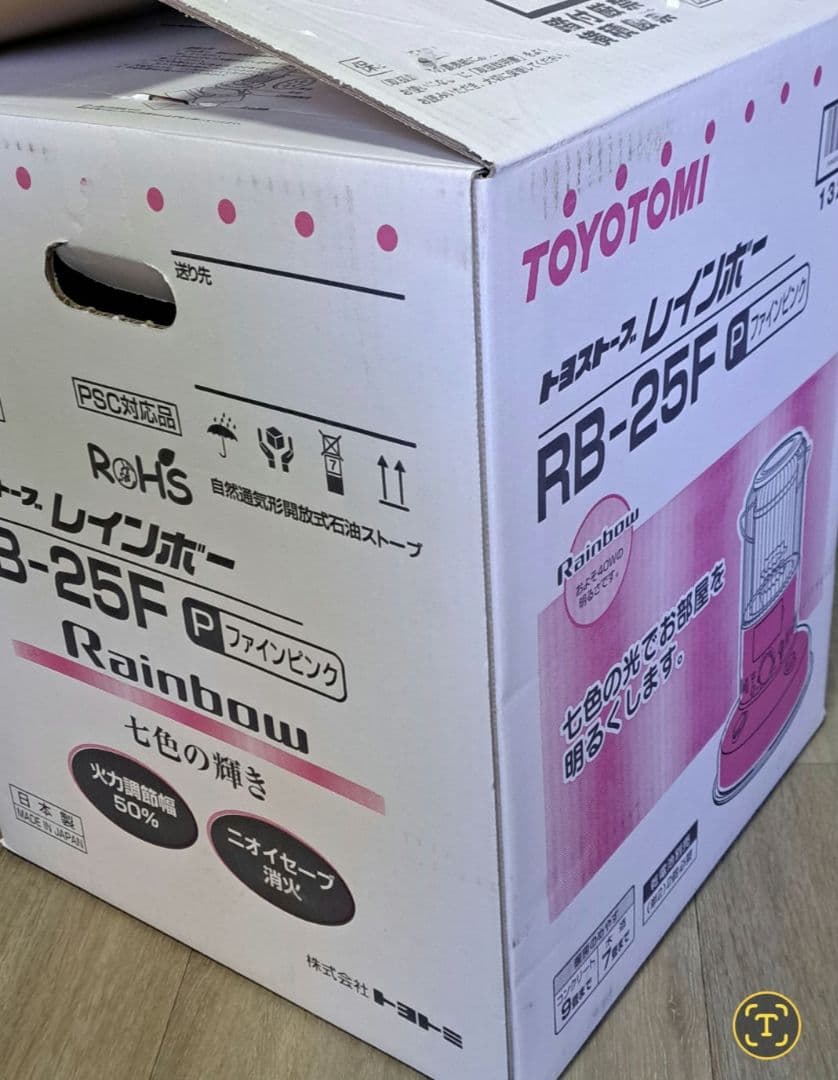 送り先
PSC対応品
RoHS
自然通気形開放式石油ストーブ
レインボー
B-25F P ファインピンク
Rainbow
七色の輝き
火力調節幅
50%
ニオイセーブ
消火
日本製
MADE IN JAPAN
株式会社 トヨトミ
TOYOTOMI
トヨストーブ レインボー
RB-25F P ファインピンク
Rainbow
およそ40Wの
明るさです。
七色の光でお部屋を
明るくします。
コンクリート 木造
9畳まで 7畳まで
7
T